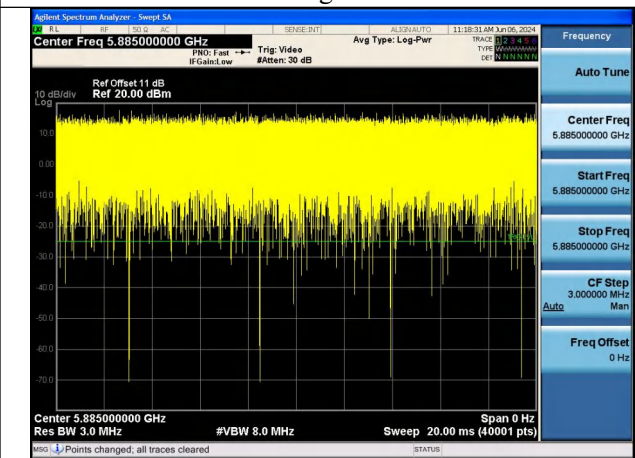 Agilent Spectrum Analyzer - Swept SA
RL RF 50 Ω AC SENSE:INT ALIGNAUTO 11:18:31 AM Jun 06, 2024
Center Freq 5.885000000 GHz
PNO: Fast
IFGain:Low
Trig: Video
#Atten: 30 dB
Avg Type: Log-Pwr
TRACE 1 2 3 4 5 6
TYPE
DET N N N N N N
Ref Offset 11 dB
10 dB/div Ref 20.00 dBm
Log
10.0
0.00
-10.0
-20.0
-30.0
-40.0
-50.0
-60.0
-70.0
Center 5.885000000 GHz Span 0 Hz
Res BW 3.0 MHz #VBW 8.0 MHz Sweep 20.00 ms (40001 pts)
MSG Points changed; all traces cleared STATUS
Frequency
Auto Tune
Center Freq
5.885000000 GHz
Start Freq
5.885000000 GHz
Stop Freq
5.885000000 GHz
CF Step
3.000000 MHz
Auto Man
Freq Offset
0 Hz